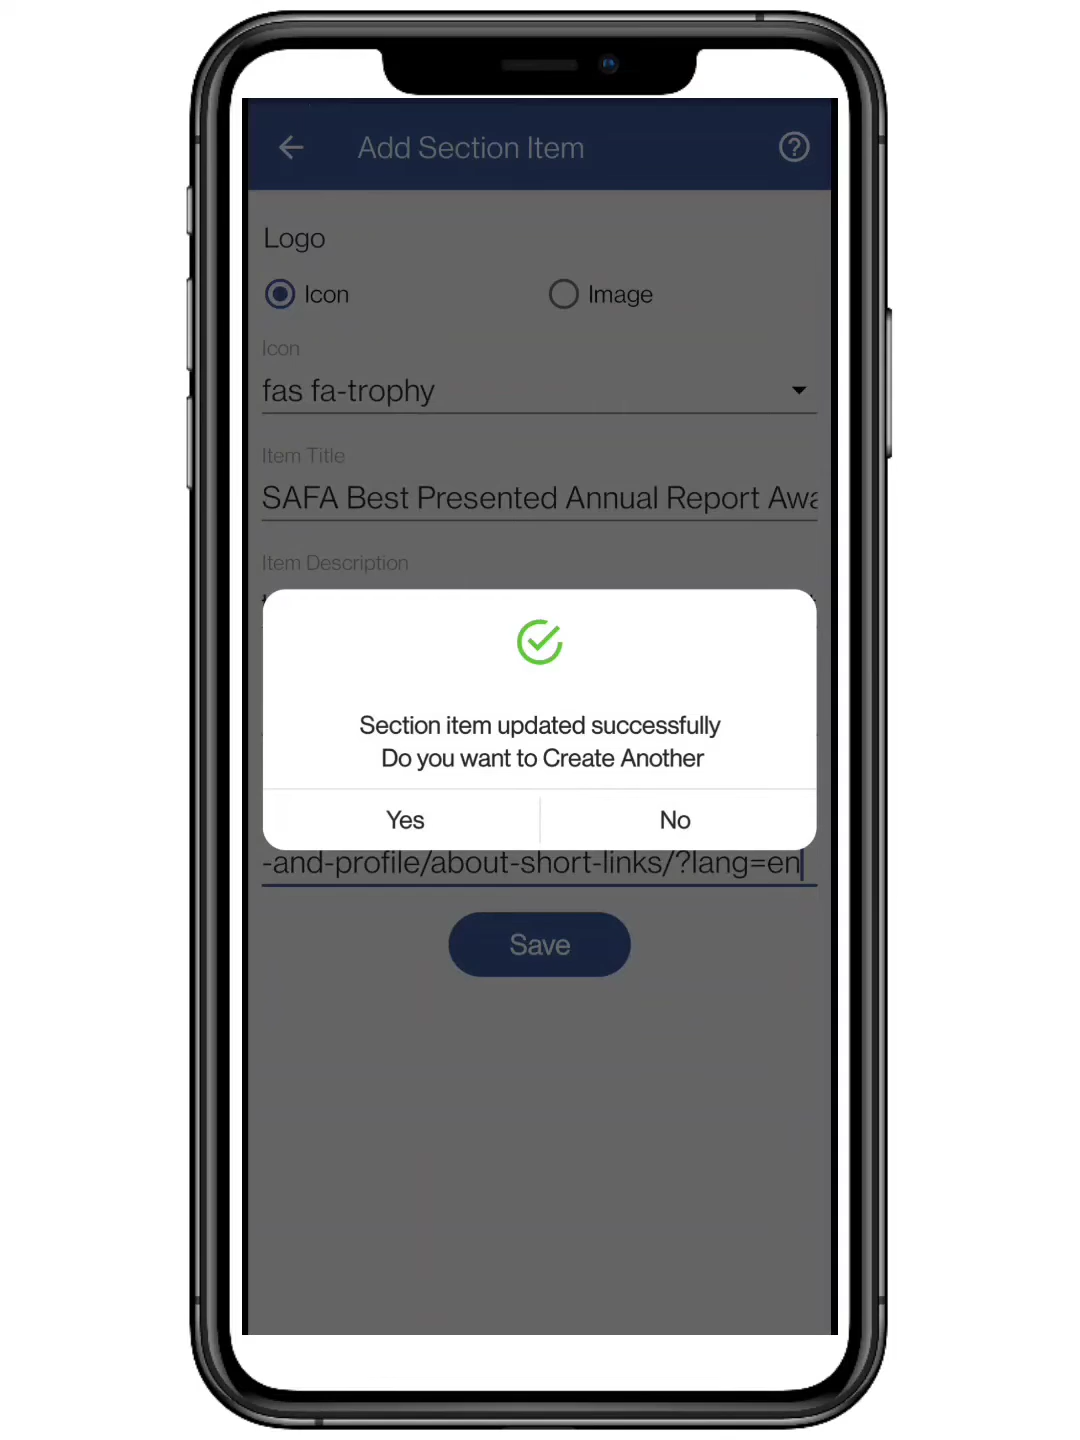 Add Section Item
Logo
Icon
Image
Icon
fas fa-trophy
Item Title
SAFA Best Presented Annual Report Awa
Item Description
Section item updated successfully
Do you want to Create Another
Yes
No
-and-profile/about-short-links/?lang=en
Save